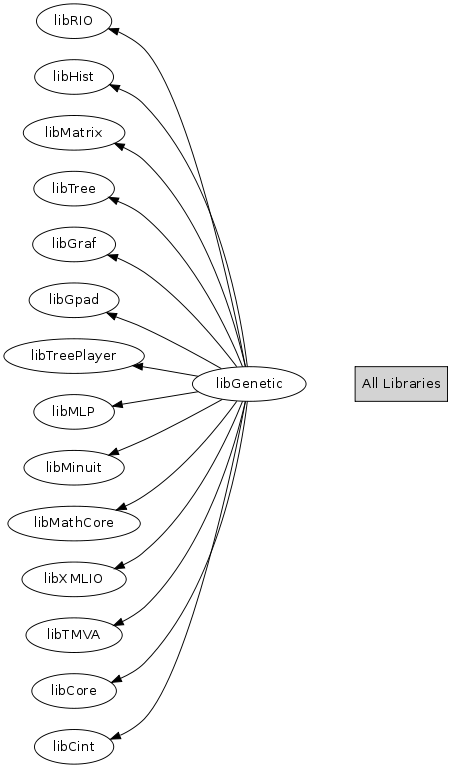 libRIO
libHist
libMatrix
libTree
libGraf
libGpad
libTreePlayer
libGenetic
All Libraries
libMLP
libMinuit
libMathCore
libXMLIO
libTMVA
libCore
libCint